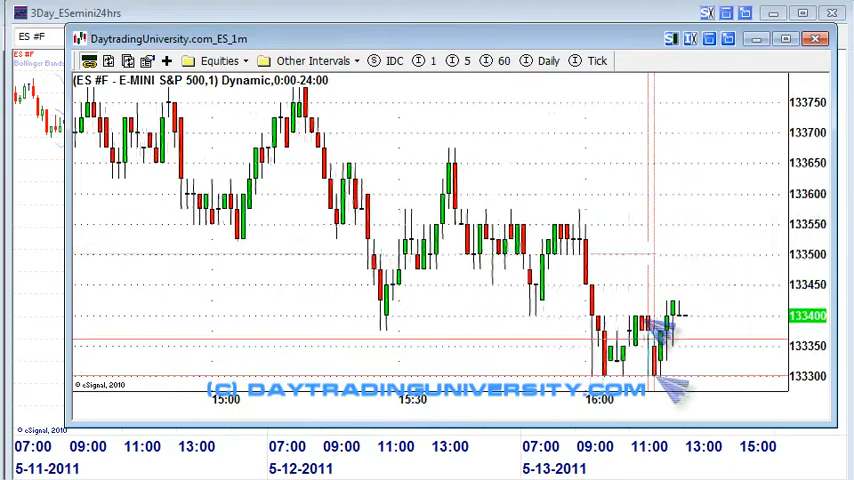 3Day_ESemini24hrs
ES #F
DaytradingUniversity.com_ES_1m
Equities
Other Intervals
IDC
1
5
60
Daily
Tick
ES #F
Bollinger Bands
(ES #F - E-MINI S&P 500,1) Dynamic,0:00-24:00
133750
133700
133650
133600
133550
133500
133450
133400
133350
133300
© eSignal, 2010
(C) DAYTRADINGUNIVERSITY.COM
15:00
15:30
16:00
© eSignal, 2010
07:00 09:00 11:00 13:00 07:00 09:00 11:00 13:00 07:00 09:00 11:00 13:00 15:00
5-11-2011 5-12-2011 5-13-2011